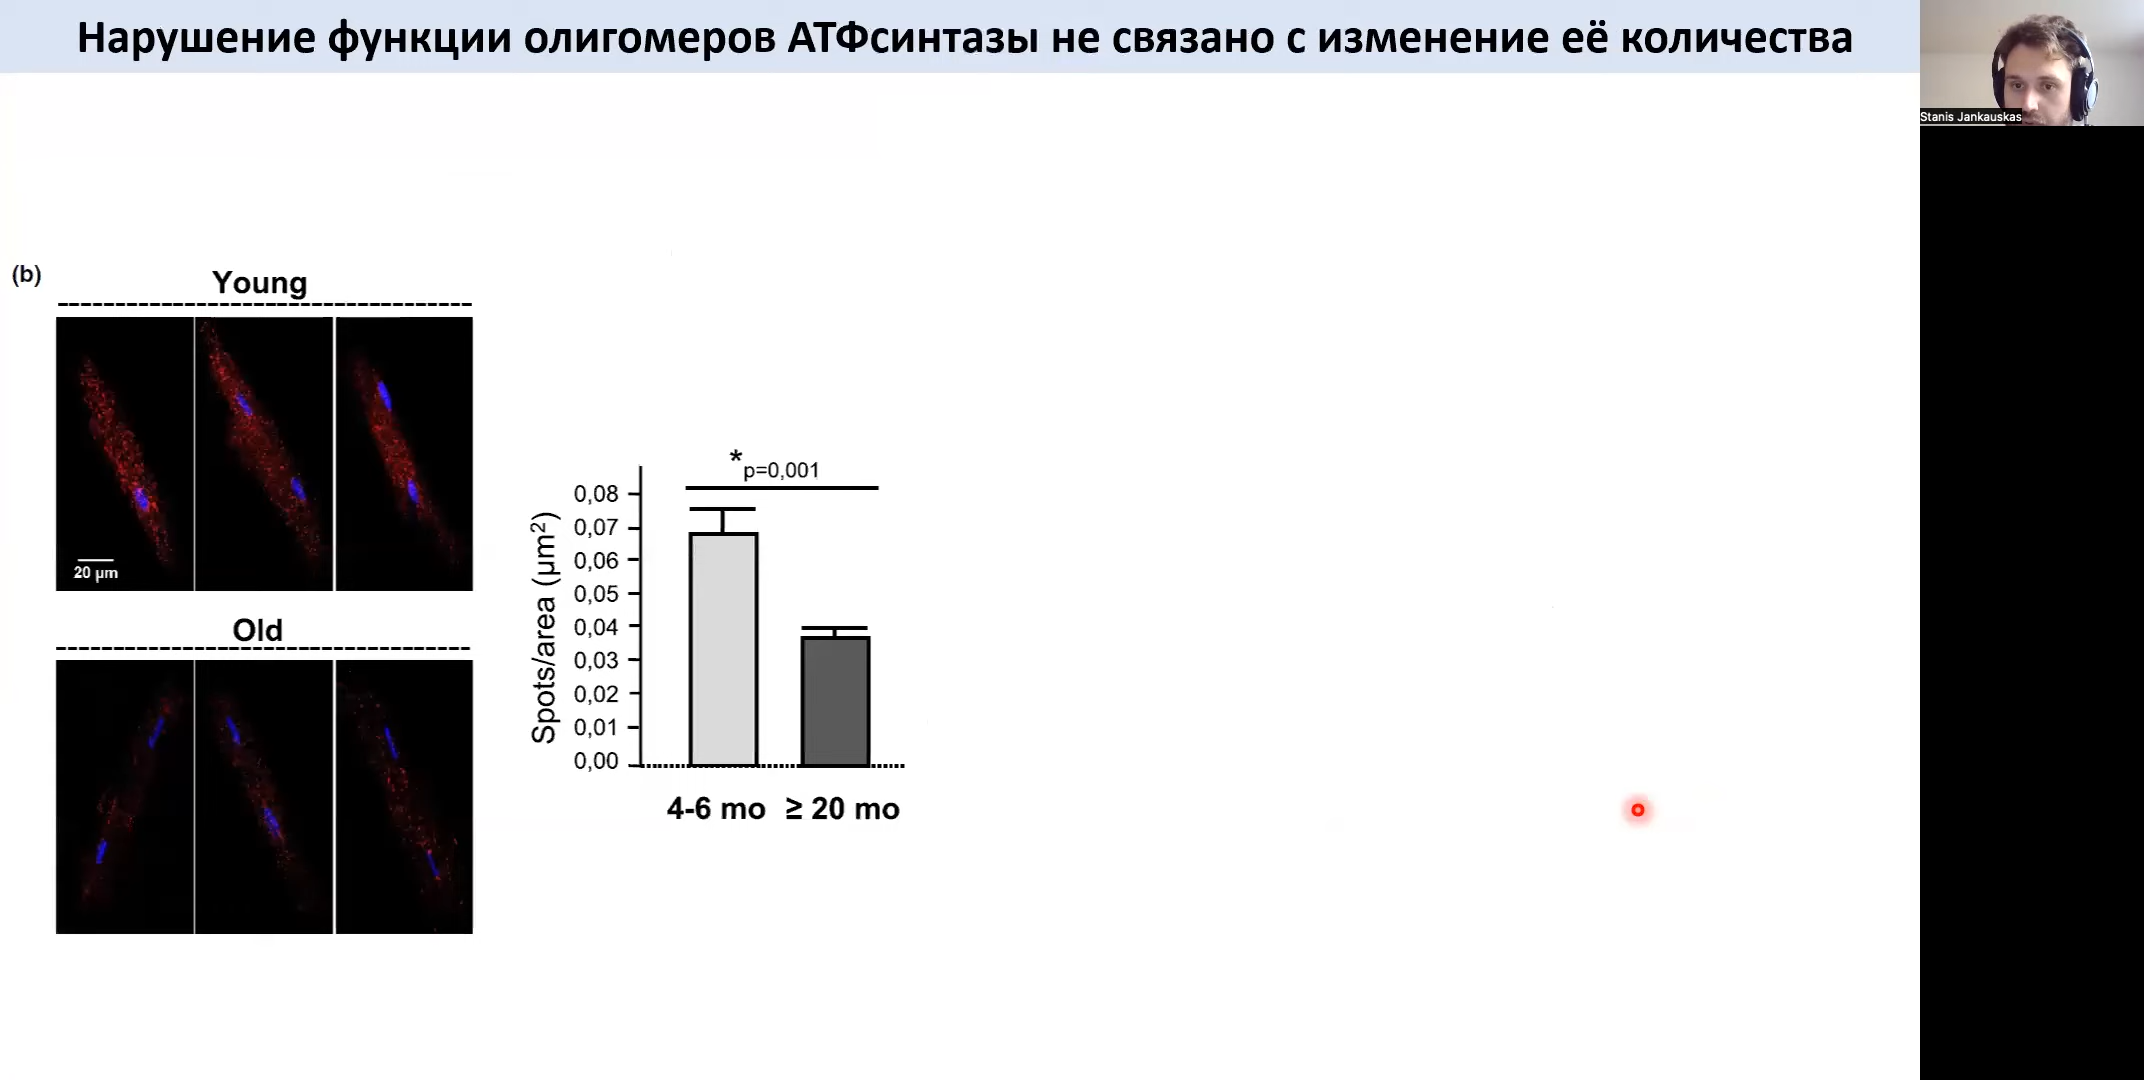 Нарушение функции олигомеров АТФсинтазы не связано с изменение её количества
Stanis Jankauskas
(b)
Young
20 µm
Old
*
p=0,001
Spots/area (µm²)
0,08
0,07
0,06
0,05
0,04
0,03
0,02
0,01
0,00
4-6 mo ≥ 20 mo